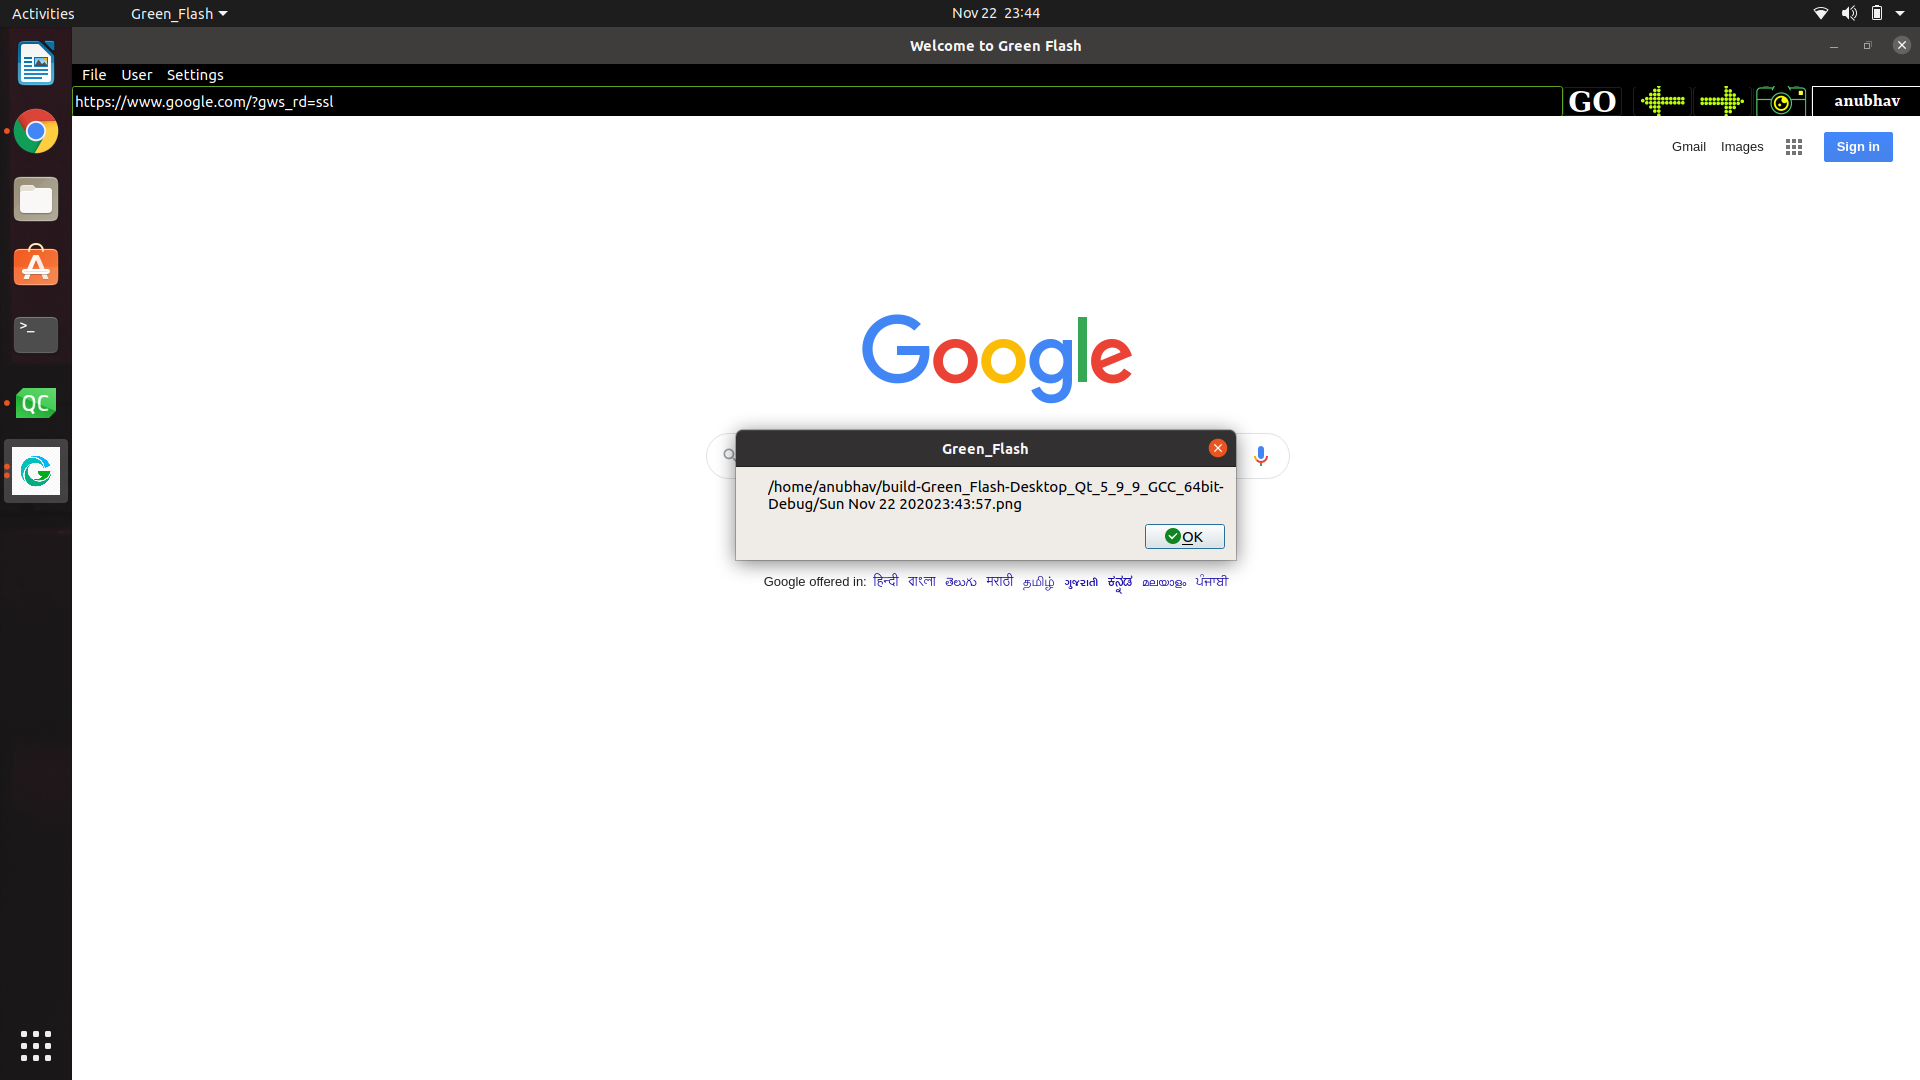 Activities
Green_Flash
Nov 22 23:44
Welcome to Green Flash
File User Settings
https://www.google.com/?gws_rd=ssl
GO
anubhav
Gmail Images
Sign in
>_
QC
Google
Green_Flash
/home/anubhav/build-Green_Flash-Desktop_Qt_5_9_9_GCC_64bit-
Debug/Sun Nov 22 202023:43:57.png
OK
Google offered in: हिन्दी বাংলা తెలుగు मराठी தமிழ் ગુજરાતી ಕನ್ನಡ മലയാളം ਪੰਜਾਬੀ